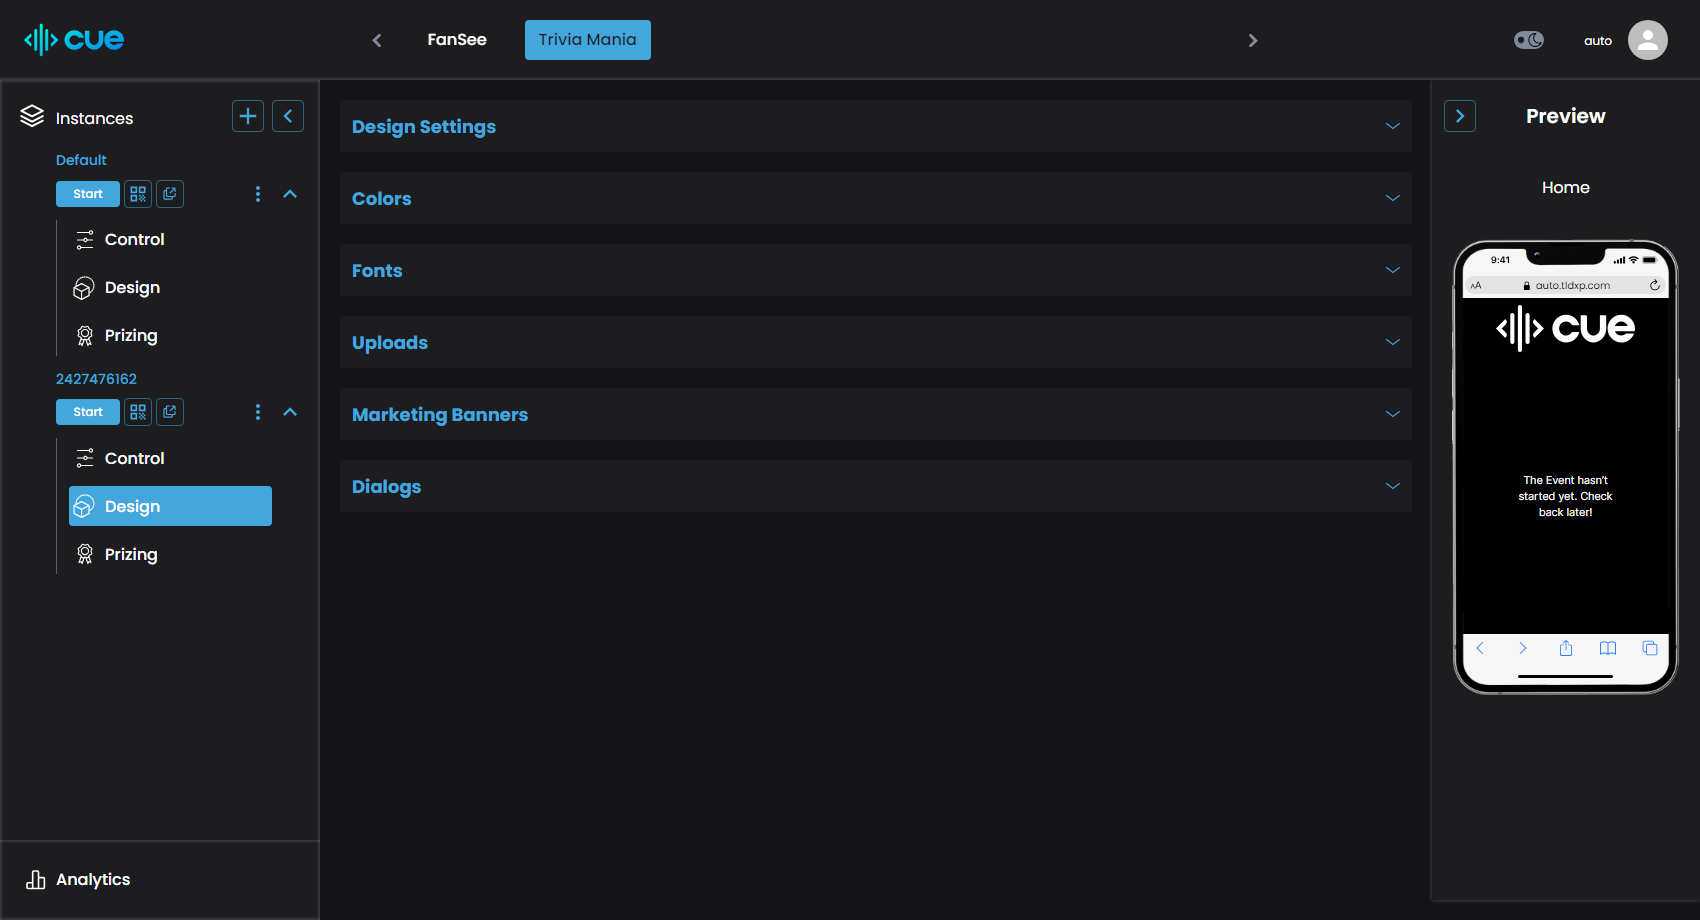 cue
FanSee
Trivia Mania
auto
Instances
Default
Start
Control
Design
Prizing
2427476162
Start
Control
Design
Prizing
Analytics
Design Settings
Colors
Fonts
Uploads
Marketing Banners
Dialogs
Preview
Home
9:41
AA
auto.tldxp.com
cue
The Event hasn't
started yet. Check
back later!